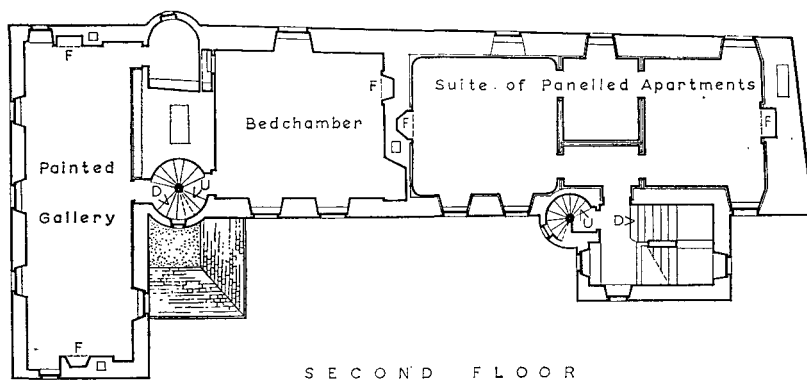 F
F
Suite of Panelled Apartments
F
F
Bedchamber
Painted
D
U
Gallery
U
D
F
SECOND FLOOR